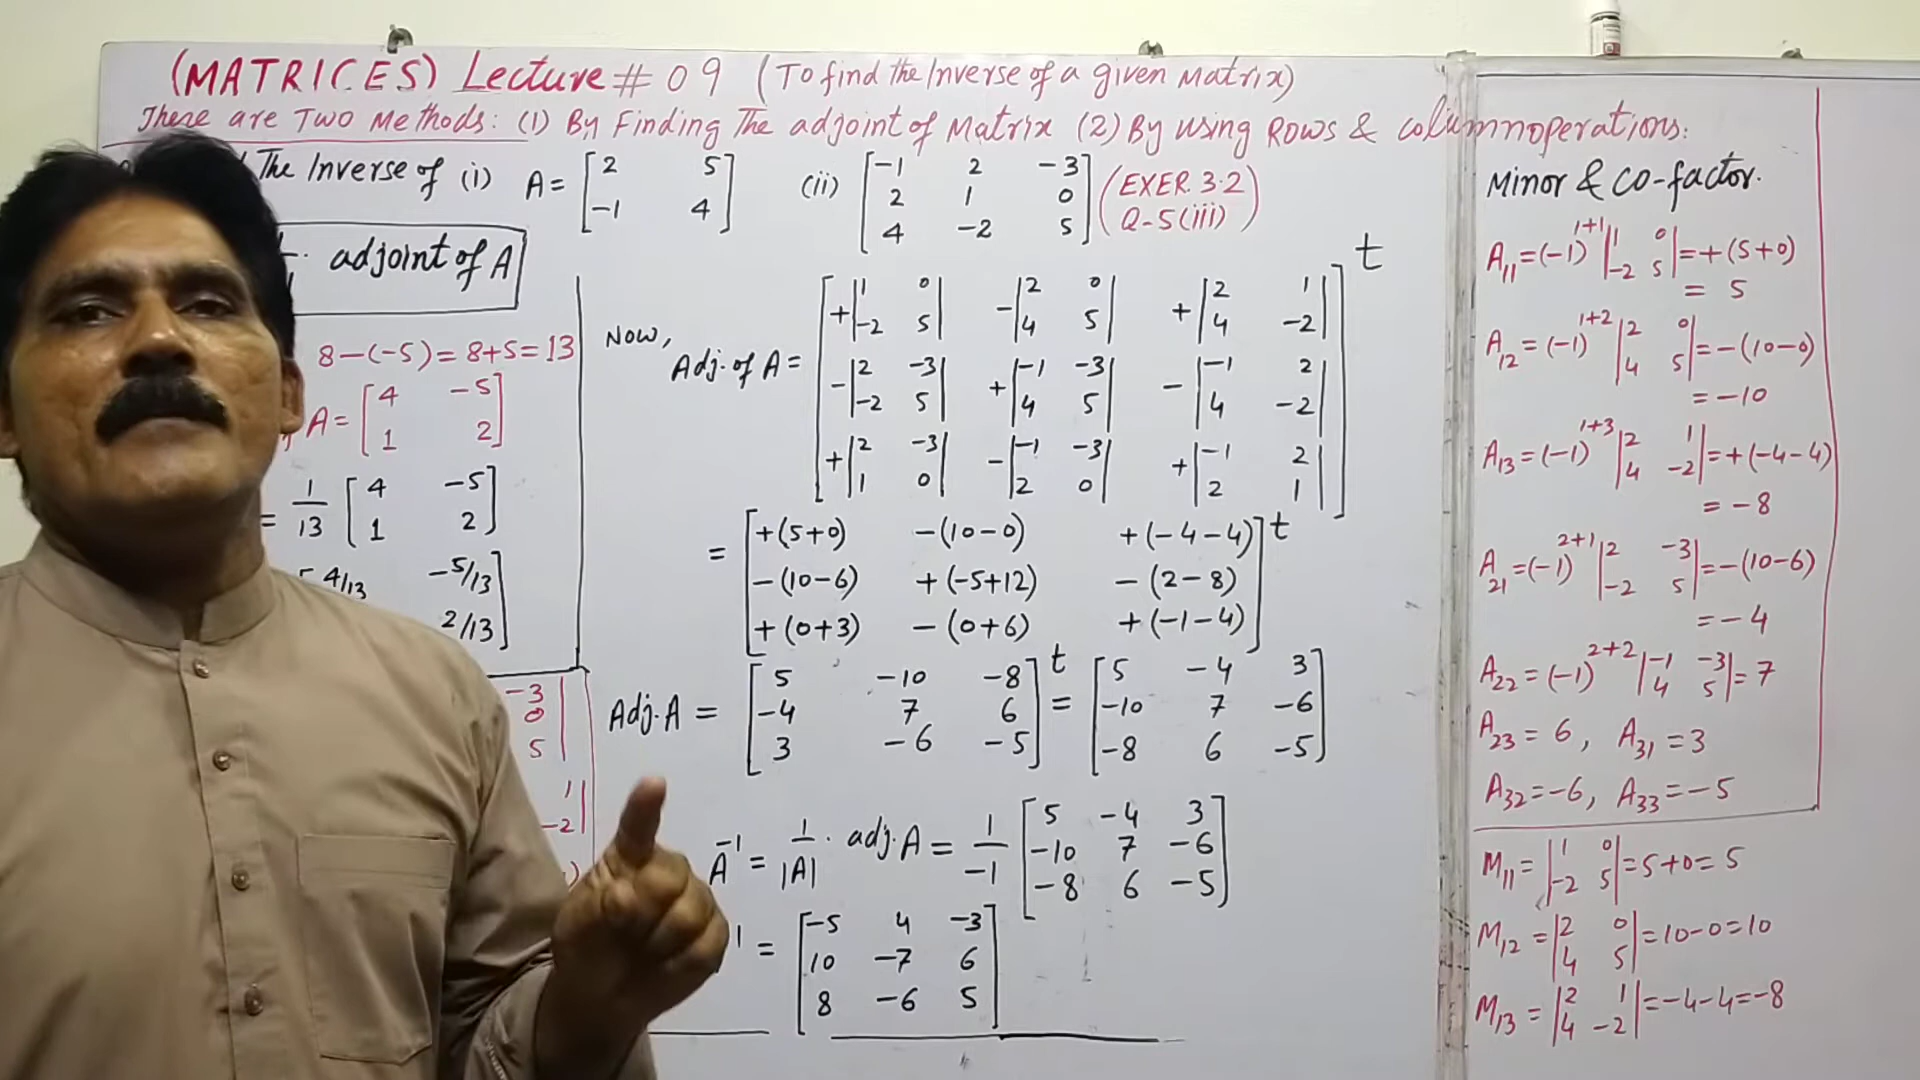 (MATRICES) Lecture # 09 (To find the Inverse of a given Matrix)
There are Two Methods: (1) By Finding The adjoint of Matrix (2) By using Rows & column operations.
The Inverse of (i) A = [2 5
-1 4]
(ii) [-1 2 -3
2 1 0
4 -2 5]
(EXER. 3.2
Q-5(iii))
. adjoint of A
8-(-5) = 8+5 = 13
A = [4 -5
1 2]
= 1/13 [4 -5
1 2]
4/13 -5/13
2/13]
-3|
0
5|
1|
-2|
Now,
Adj. of A = [+|1 0| -|2 0| +|2 1|
|-2 5| |4 5| |4 -2|
-|2 -3| +|-1 -3| -|-1 2|
|-2 5| |4 5| |4 -2|
+|2 -3| -|-1 -3| +|-1 2|
|1 0| |2 0| |2 1|]t
= [+(5+0) -(10-0) +(-4-4)
-(10-6) +(-5+12) -(2-8)
+(0+3) -(0+6) +(-1-4)]t
Adj. A = [5 -10 -8
-4 7 6
3 -6 -5]t
= [5 -4 3
-10 7 -6
-8 6 -5]
A-1 = 1/|A| . adj. A = 1/-1 [5 -4 3
-10 7 -6
-8 6 -5]
1 = [-5 4 -3
10 -7 6
8 -6 5]
Minor & Co-factor.
A11 = (-1)1+1 |1 0
-2 5| = +(5+0)
= 5
A12 = (-1)1+2 |2 0
4 5| = -(10-0)
= -10
A13 = (-1)1+3 |2 1
4 -2| = +(-4-4)
= -8
A21 = (-1)2+1 |2 -3
-2 5| = -(10-6)
= -4
A22 = (-1)2+2 |-1 -3
4 5| = 7
A23 = 6, A31 = 3
A32 = -6, A33 = -5
M11 = |1 0
-2 5| = 5+0 = 5
M12 = |2 0
4 5| = 10-0 = 10
M13 = |2 1
4 -2| = -4-4 = -8